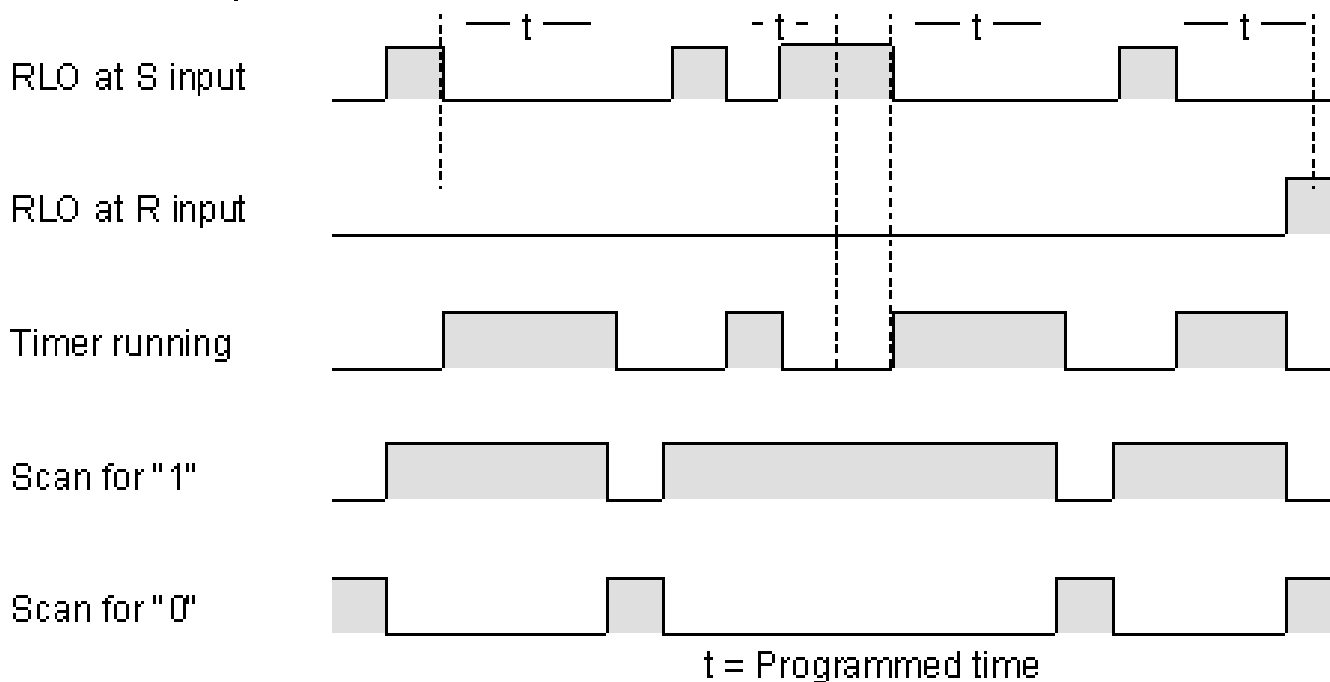 t t t t
RLO at S input
RLO at R input
Timer running
Scan for "1"
Scan for "0"
t = Programmed time